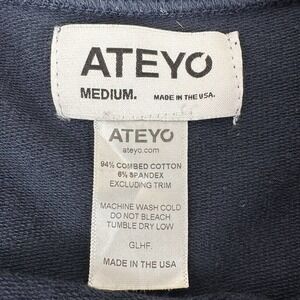 ATEYO
MEDIUM. MADE IN THE USA.
ATEYO
ateyo.com
94% COMBED COTTON
6% SPANDEX
EXCLUDING TRIM
MACHINE WASH COLD
DO NOT BLEACH
TUMBLE DRY LOW
GLHF.
MADE IN THE USA